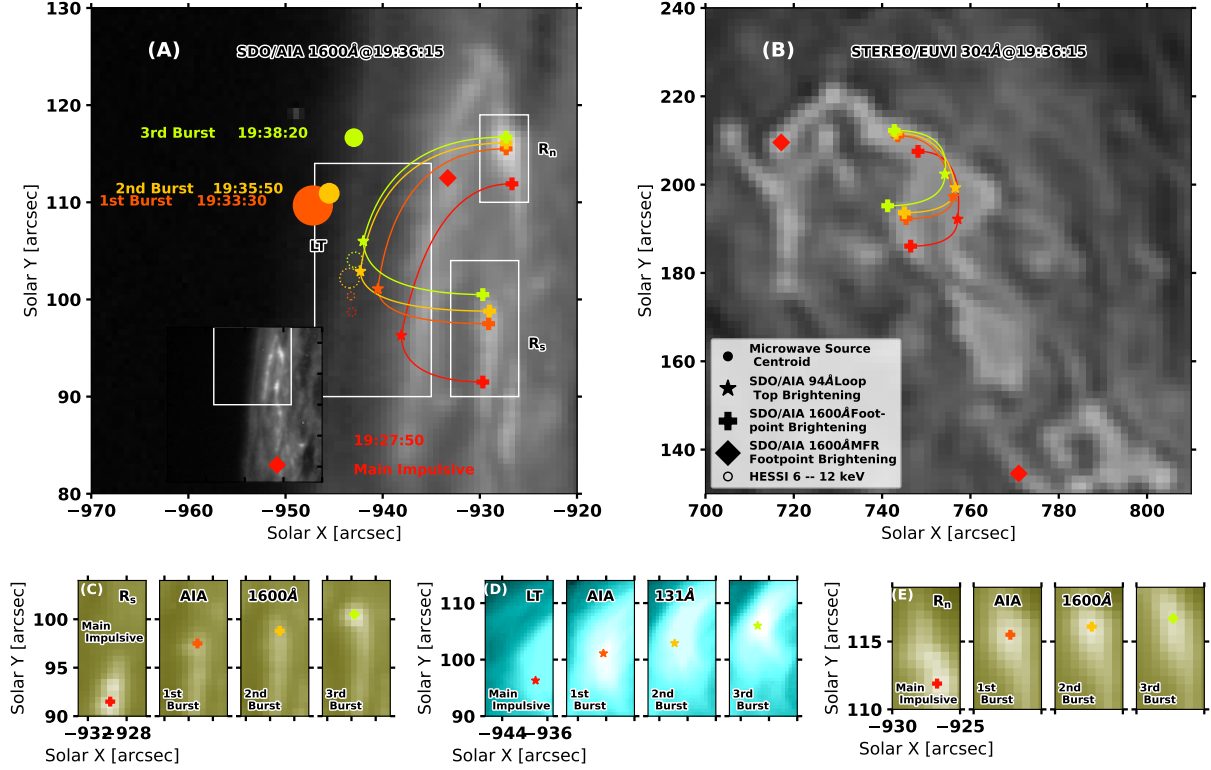 (A)
SDO/AIA 1600Å@19:36:15
3rd Burst 19:38:20
2nd Burst 19:35:50
1st Burst 19:33:30
LT
Rn
Rs
19:27:50
Main Impulsive
130
120
110
100
90
80
Solar Y [arcsec]
−970 −960 −950 −940 −930 −920
Solar X [arcsec]
(B)
STEREO/EUVI 304Å@19:36:15
240
220
200
180
160
140
Solar Y [arcsec]
Microwave Source
Centroid
SDO/AIA 94ÅLoop
Top Brightening
SDO/AIA 1600ÅFoot-
point Brightening
SDO/AIA 1600ÅMFR
Footpoint Brightening
HESSI 6 -- 12 keV
700 720 740 760 780 800
Solar X [arcsec]
(C)
Rs AIA 1600Å
Main
Impulsive
1st
Burst
2nd
Burst
3rd
Burst
100
95
90
Solar Y [arcsec]
−932 −928
Solar X [arcsec]
(D)
LT AIA 131Å
Main
Impulsive
1st
Burst
2nd
Burst
3rd
Burst
110
100
90
Solar Y [arcsec]
−944 −936
Solar X [arcsec]
(E)
Rn AIA 1600Å
Main
Impulsive
1st
Burst
2nd
Burst
3rd
Burst
115
110
Solar Y [arcsec]
−930 −925
Solar X [arcsec]